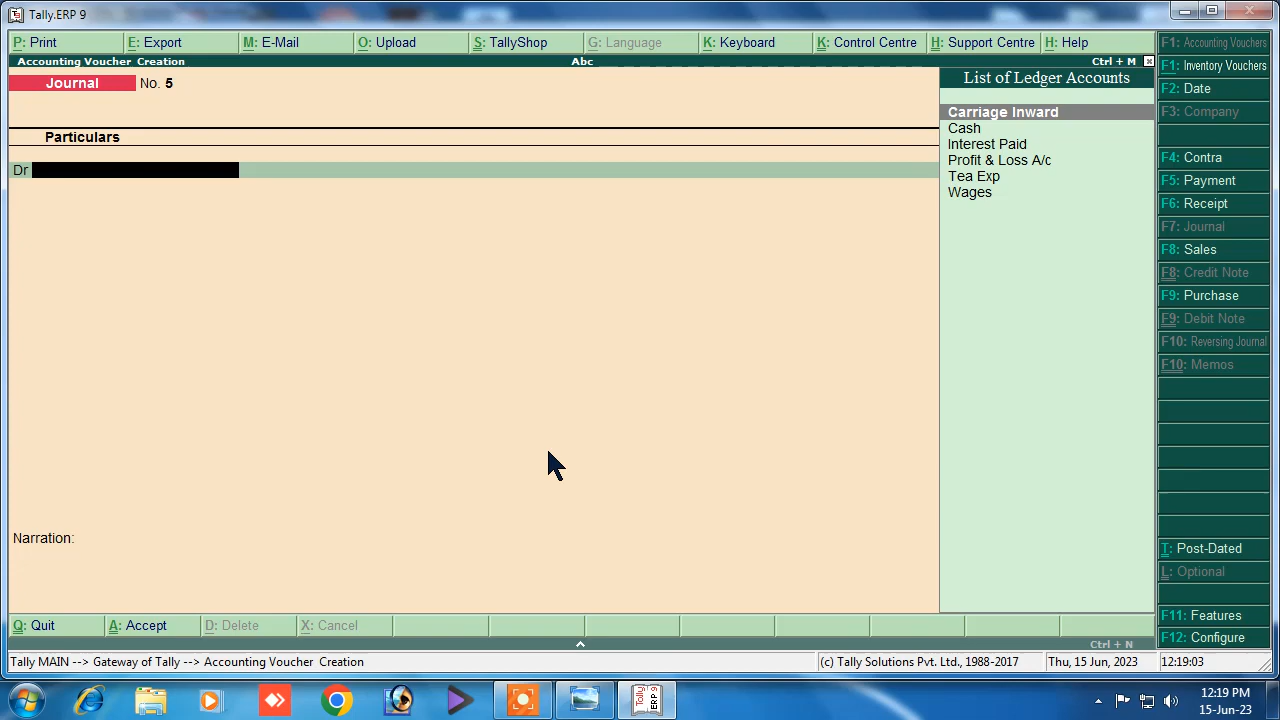 Tally.ERP 9
P: Print E: Export M: E-Mail O: Upload S: TallyShop G: Language K: Keyboard K: Control Centre H: Support Centre H: Help
Accounting Voucher Creation Abc Ctrl + M
Journal No. 5
Particulars
Dr
Narration:
List of Ledger Accounts
Carriage Inward
Cash
Interest Paid
Profit & Loss A/c
Tea Exp
Wages
F1: Accounting Vouchers
F1: Inventory Vouchers
F2: Date
F3: Company
F4: Contra
F5: Payment
F6: Receipt
F7: Journal
F8: Sales
F8: Credit Note
F9: Purchase
F9: Debit Note
F10: Reversing Journal
F10: Memos
T: Post-Dated
L: Optional
F11: Features
F12: Configure
Q: Quit A: Accept D: Delete X: Cancel
Ctrl + N
Tally MAIN --> Gateway of Tally --> Accounting Voucher Creation (c) Tally Solutions Pvt. Ltd., 1988-2017 Thu, 15 Jun, 2023 12:19:03
Tally ERP 9
12:19 PM
15-Jun-23